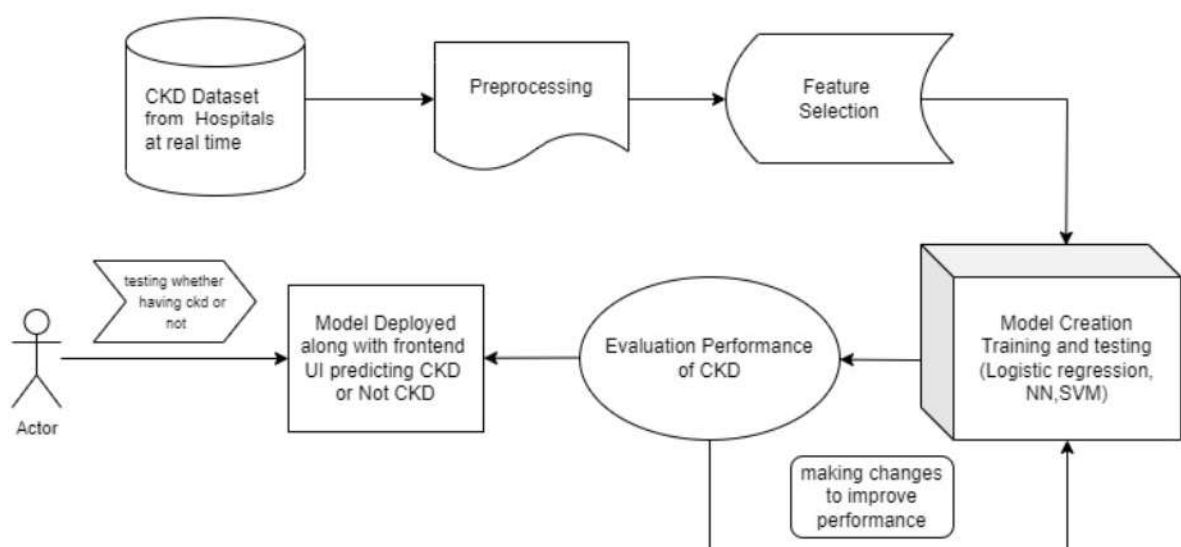 CKD Dataset
from Hospitals
at real time
Preprocessing
Feature
Selection
testing whether
having ckd or
not
Actor
Model Deployed
along with frontend
UI predicting CKD
or Not CKD
Evaluation Performance
of CKD
Model Creation
Training and testing
(Logistic regression,
NN,SVM)
making changes
to improve
performance